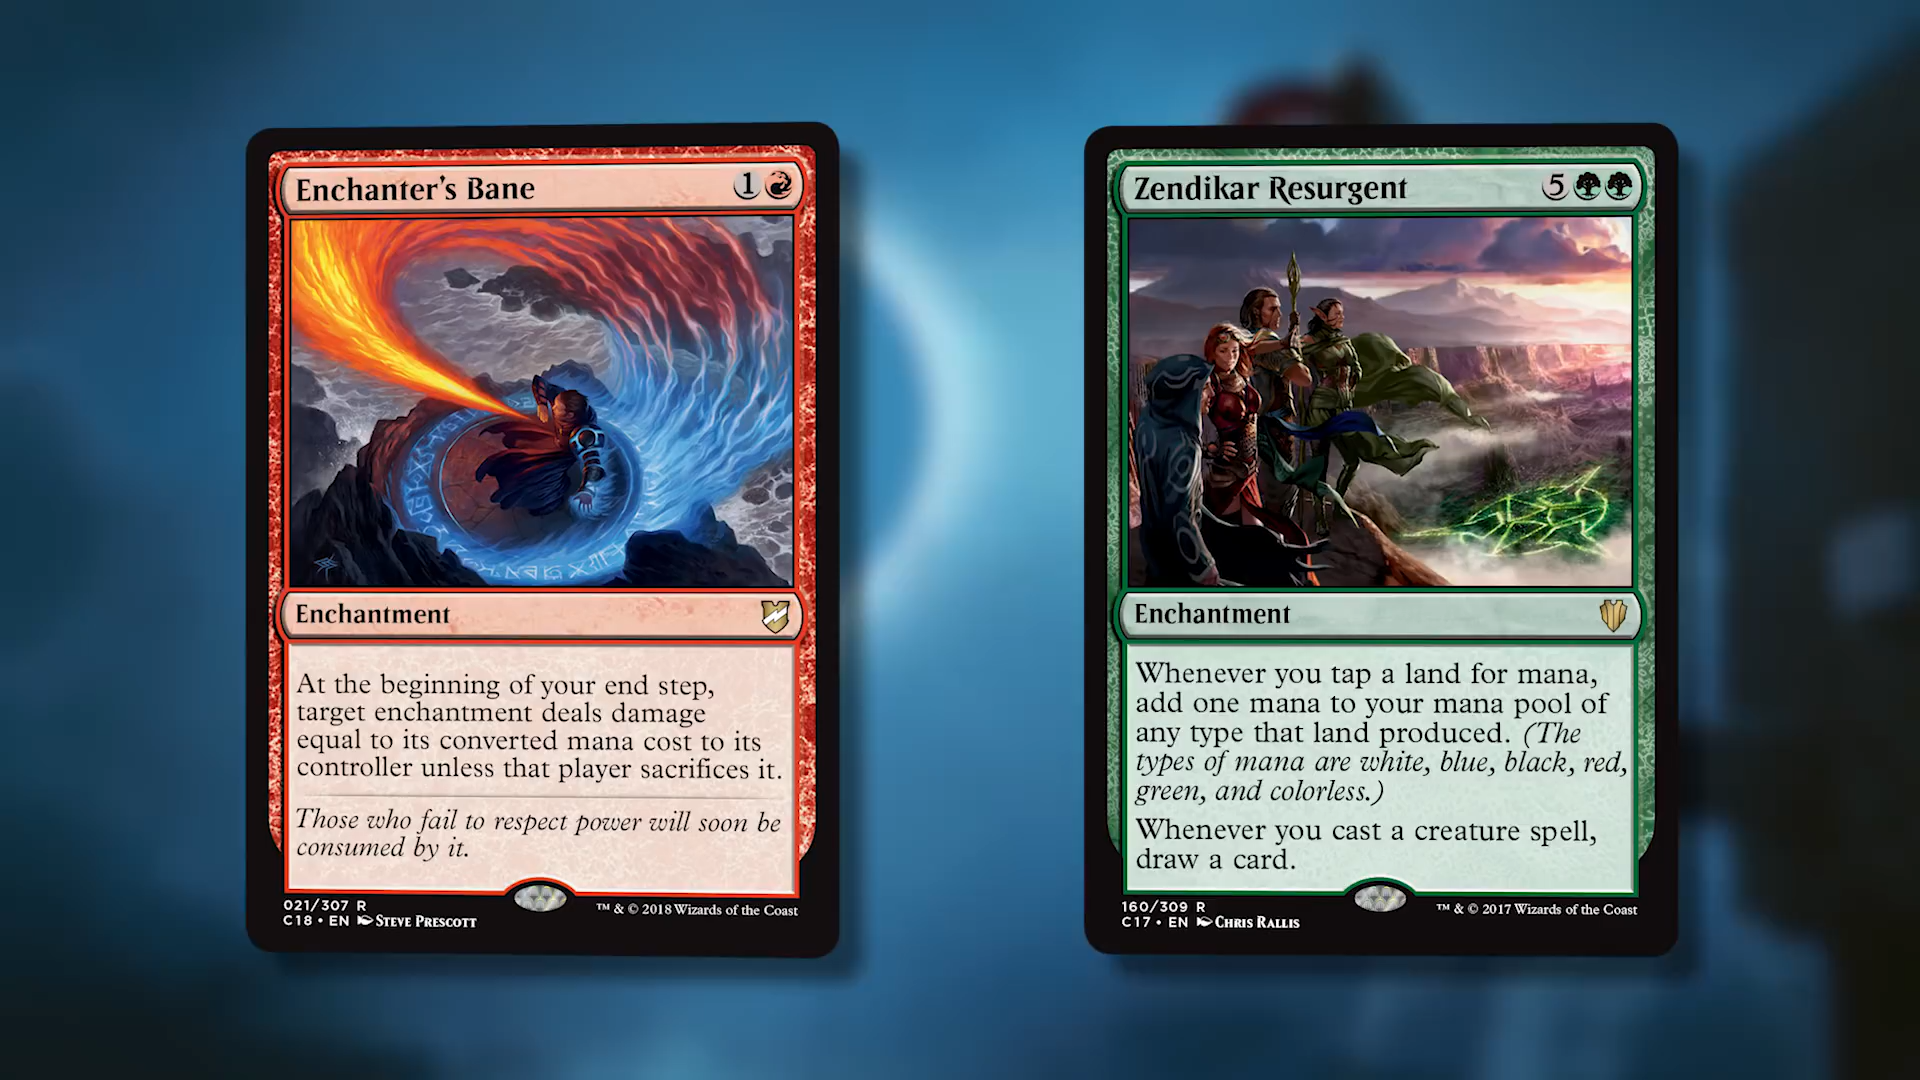 Enchanter's Bane
1
Enchantment
At the beginning of your end step,
target enchantment deals damage
equal to its converted mana cost to its
controller unless that player sacrifices it.
Those who fail to respect power will soon be
consumed by it.
021/307 R
C18 • EN Steve Prescott
™ & © 2018 Wizards of the Coast
Zendikar Resurgent
5
Enchantment
Whenever you tap a land for mana,
add one mana to your mana pool of
any type that land produced. (The
types of mana are white, blue, black, red,
green, and colorless.)
Whenever you cast a creature spell,
draw a card.
160/309 R
C17 • EN Chris Rallis
™ & © 2017 Wizards of the Coast